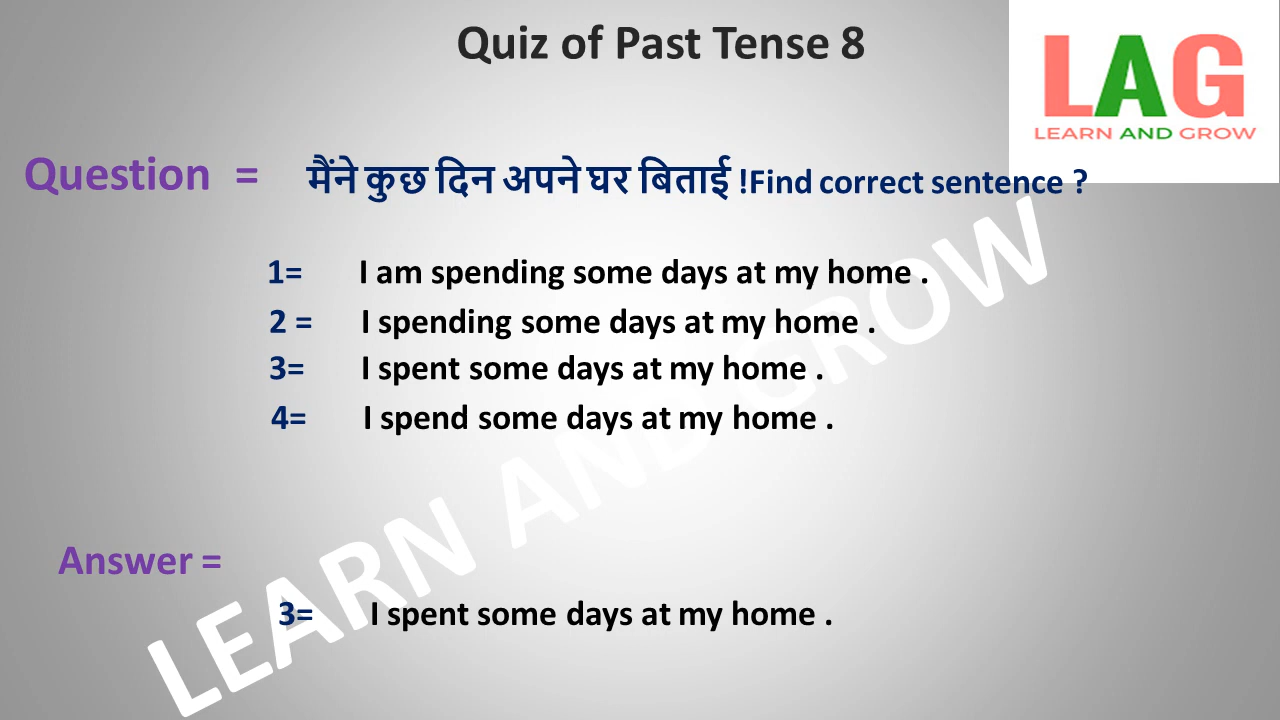 Quiz of Past Tense 8
LAG
LEARN AND GROW
Question = मैंने कुछ दिन अपने घर बिताई !Find correct sentence ?
1= I am spending some days at my home .
2 = I spending some days at my home .
3= I spent some days at my home .
4= I spend some days at my home .
LEARN AND GROW
Answer =
3= I spent some days at my home .